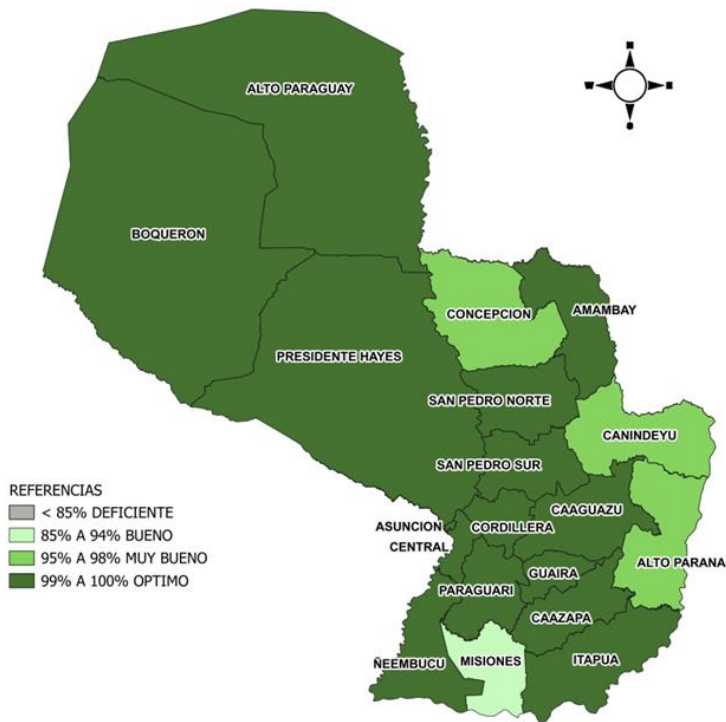 ALTO PARAGUAY
BOQUERON
CONCEPCION
AMAMBAY
PRESIDENTE HAYES
SAN PEDRO NORTE
CANINDEYU
SAN PEDRO SUR
REFERENCIAS
< 85% DEFICIENTE
85% A 94% BUENO
95% A 98% MUY BUENO
99% A 100% OPTIMO
ASUNCION
CENTRAL
CORDILLERA
CAAGUAZU
ALTO PARANA
GUAIRA
PARAGUARI
CAAZAPA
ÑEEMBUCU
MISIONES
ITAPUA